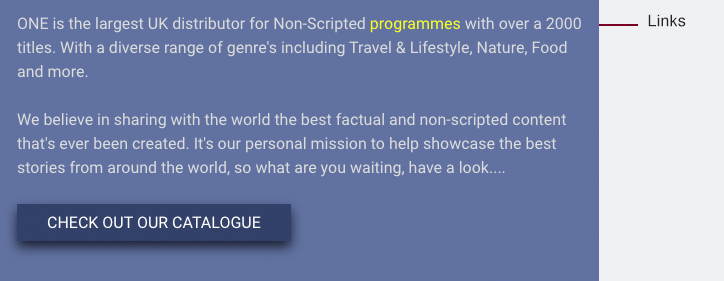 ONE is the largest UK distributor for Non-Scripted programmes with over a 2000
titles. With a diverse range of genre's including Travel & Lifestyle, Nature, Food
and more.
We believe in sharing with the world the best factual and non-scripted content
that's ever been created. It's our personal mission to help showcase the best
stories from around the world, so what are you waiting, have a look....
CHECK OUT OUR CATALOGUE
Links